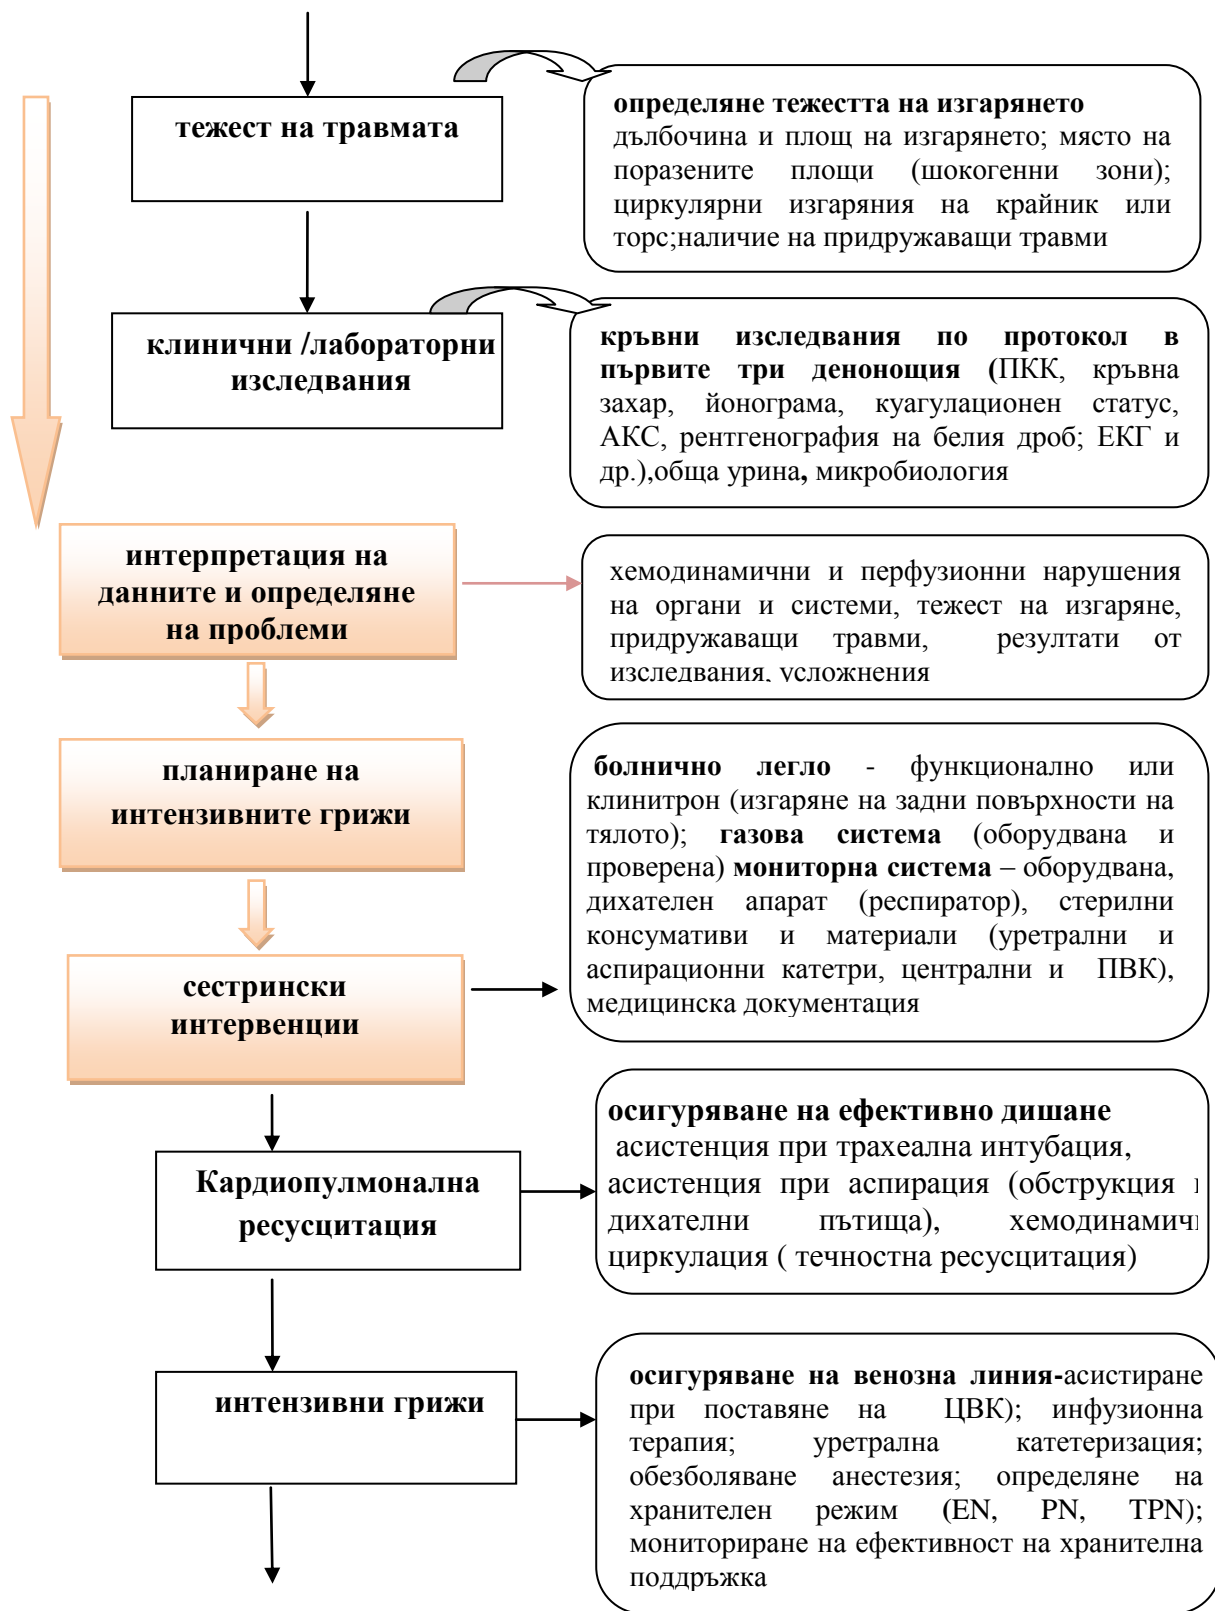 тежест на травмата
определяне тежестта на изгарянето
дълбочина и площ на изгарянето; място на
поразените площи (шокогенни зони);
циркулярни изгаряния на крайник или
торс;наличие на придружаващи травми
клинични /лабораторни
изследвания
кръвни изследвания по протокол в
първите три денонощия (ПКК, кръвна
захар, йонограма, куагулационен статус,
АКС, рентгенография на белия дроб; ЕКГ и
др.),обща урина, микробиология
интерпретация на
данните и определяне
на проблеми
хемодинамични и перфузионни нарушения
на органи и системи, тежест на изгаряне,
придружаващи травми, резултати от
изследвания, усложнения
планиране на
интензивните грижи
болнично легло - функционално или
клинитрон (изгаряне на задни повърхности на
тялото); газова система (оборудвана и
проверена) мониторна система – оборудвана,
дихателен апарат (респиратор), стерилни
консумативи и материали (уретрални и
аспирационни катетри, централни и ПВК),
медицинска документация
сестрински
интервенции
Кардиопулмонална
ресусцитация
осигуряване на ефективно дишане
асистенция при трахеална интубация,
асистенция при аспирация (обструкция
дихателни пътища),
циркулация ( течностна ресусцитация)
интензивни грижи
осигуряване на венозна линия-асистиране
при поставяне на ЦВК); инфузионна
терапия; уретрална катетеризация;
обезболяване анестезия; определяне на
хранителен режим (EN, PN, TPN);
мониториране на ефективност на хранителна
поддръжка